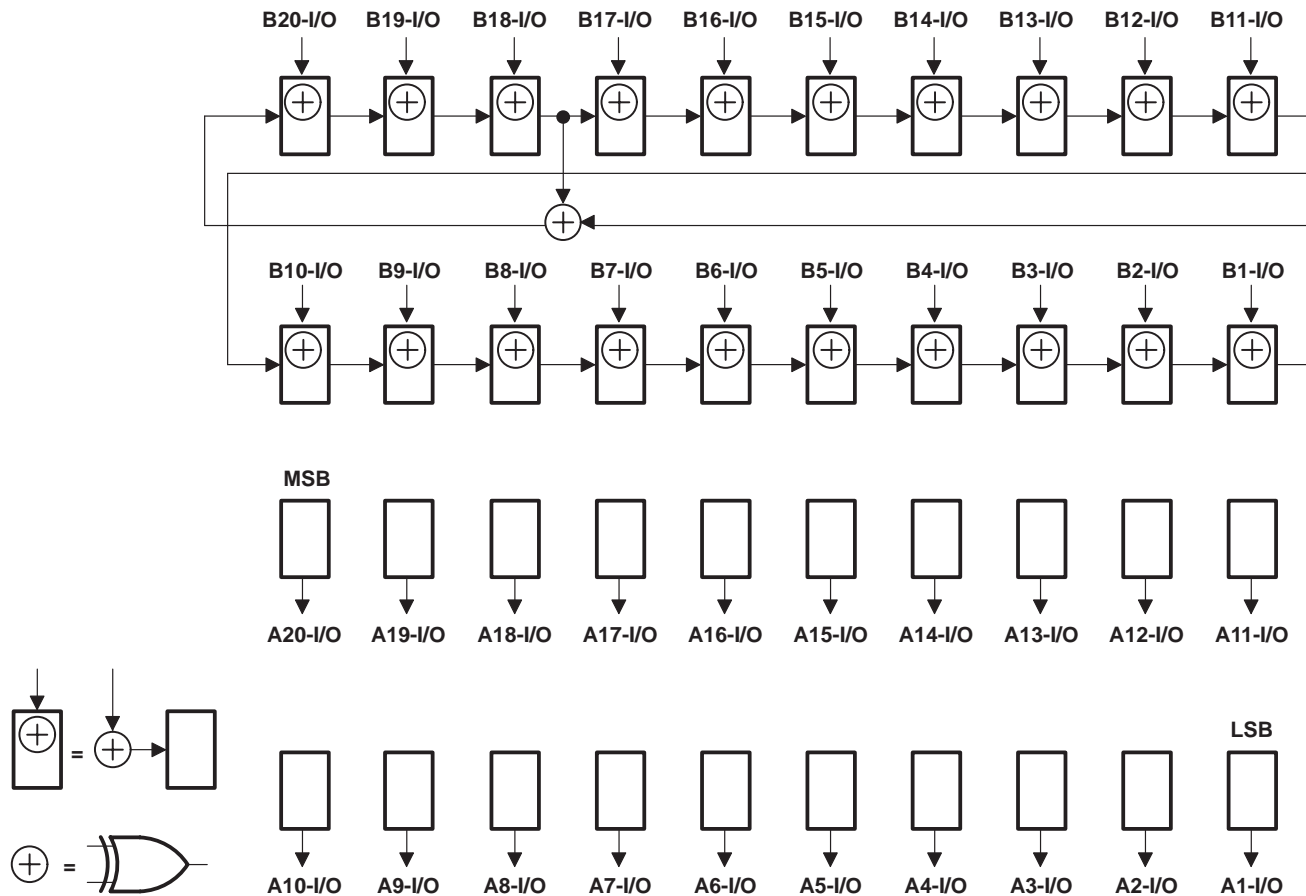 B20-I/O B19-I/O B18-I/O B17-I/O B16-I/O B15-I/O B14-I/O B13-I/O B12-I/O B11-I/O
B10-I/O B9-I/O B8-I/O B7-I/O B6-I/O B5-I/O B4-I/O B3-I/O B2-I/O B1-I/O
MSB
A20-I/O A19-I/O A18-I/O A17-I/O A16-I/O A15-I/O A14-I/O A13-I/O A12-I/O A11-I/O
LSB
=
=
A10-I/O A9-I/O A8-I/O A7-I/O A6-I/O A5-I/O A4-I/O A3-I/O A2-I/O A1-I/O